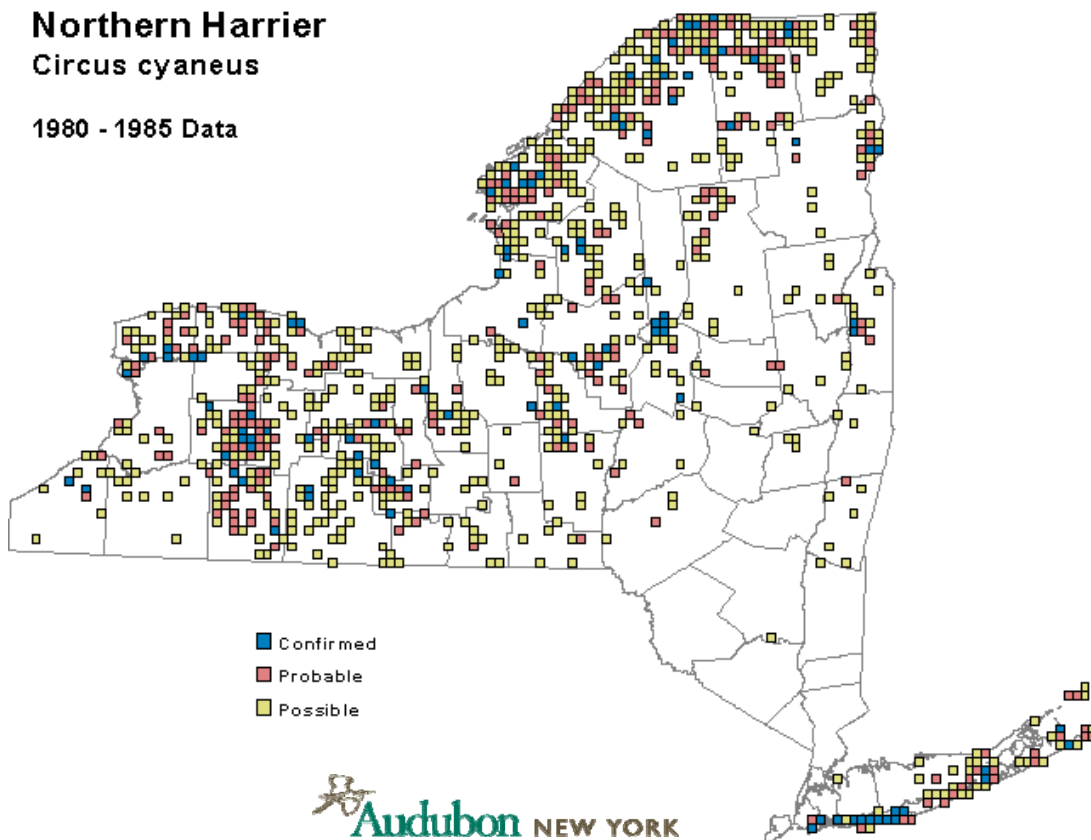 Northern Harrier
Circus cyaneus
1980 - 1985 Data
Confirmed
Probable
Possible
Audubon NEW YORK